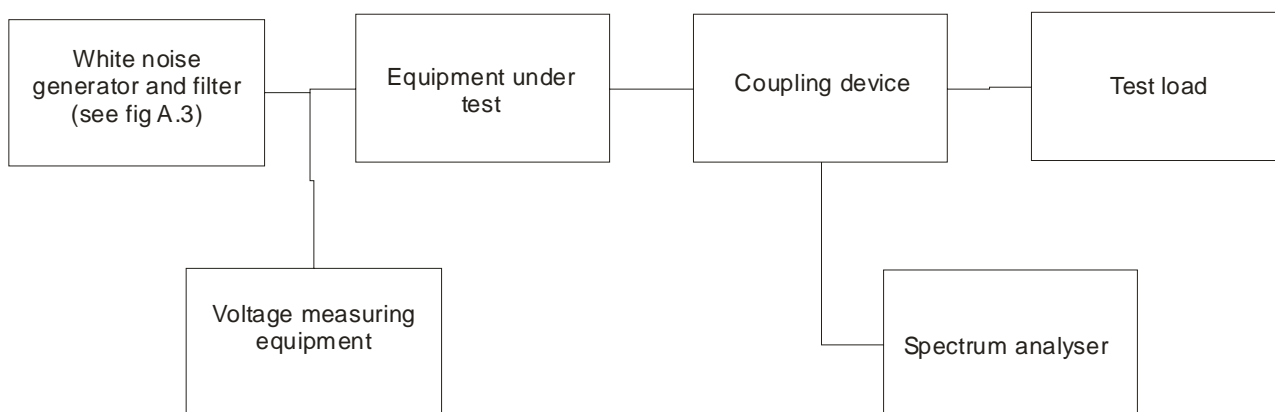 White noise
generator and filter
(see fig A.3)
Equipment under
test
Coupling device
Test load
Voltage measuring
equipment
Spectrum analyser